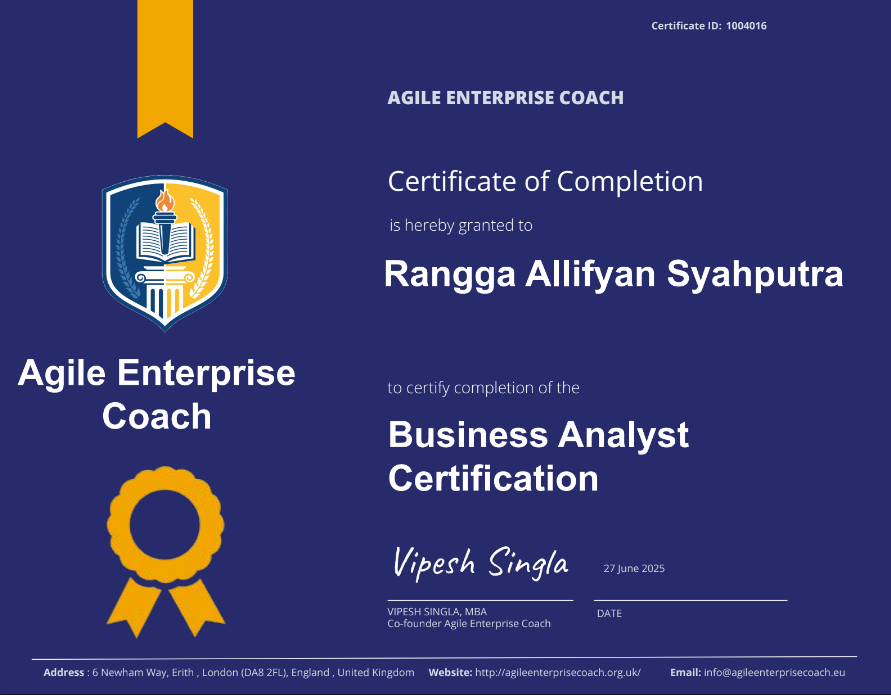 Certificate ID: 1004016
AGILE ENTERPRISE COACH
Certificate of Completion
is hereby granted to
Rangga Allifyan Syahputra
Agile Enterprise
Coach
to certify completion of the
Business Analyst
Certification
Vipesh Singla
27 June 2025
VIPESH SINGLA, MBA
Co-founder Agile Enterprise Coach
DATE
Address : 6 Newham Way, Erith , London (DA8 2FL), England , United Kingdom Website: http://agileenterprisecoach.org.uk/ Email: info@agileenterprisecoach.eu